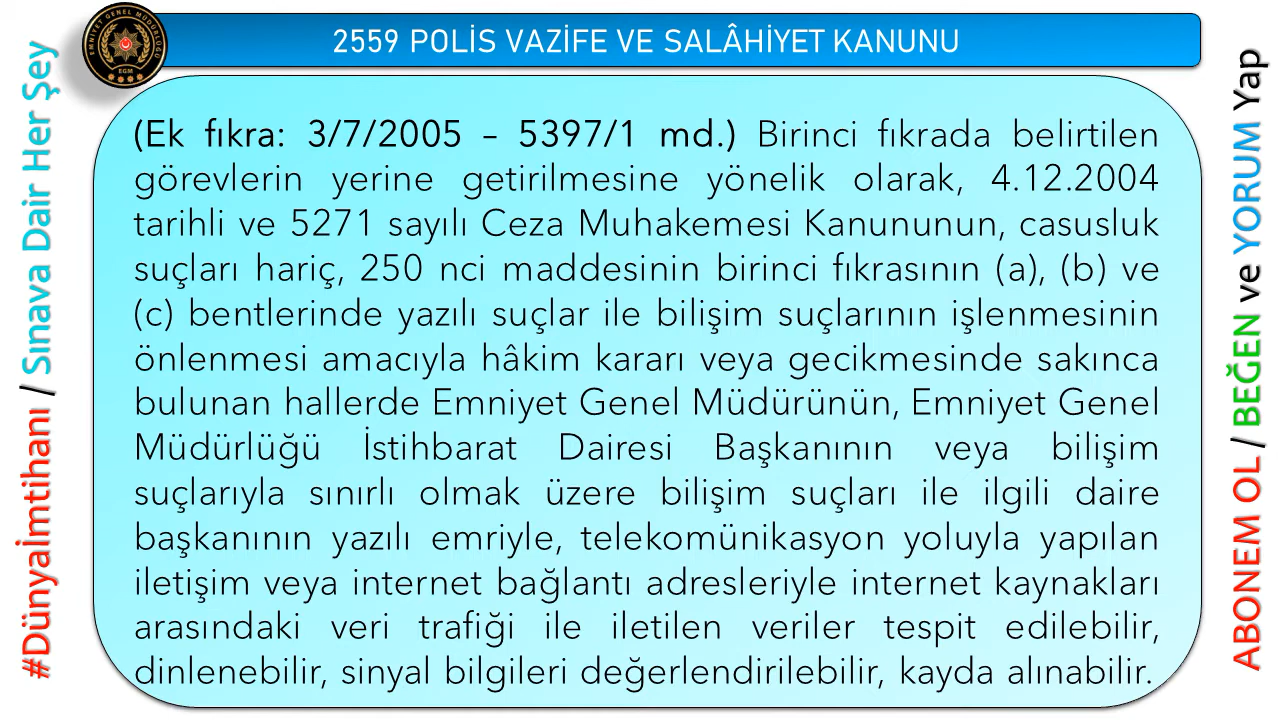 2559 POLİS VAZİFE VE SALÂHİYET KANUNU
(Ek fıkra: 3/7/2005 – 5397/1 md.) Birinci fıkrada belirtilen
görevlerin yerine getirilmesine yönelik olarak, 4.12.2004
tarihli ve 5271 sayılı Ceza Muhakemesi Kanununun, casusluk
suçları hariç, 250 nci maddesinin birinci fıkrasının (a), (b) ve
(c) bentlerinde yazılı suçlar ile bilişim suçlarının işlenmesinin
önlenmesi amacıyla hâkim kararı veya gecikmesinde sakınca
bulunan hallerde Emniyet Genel Müdürünün, Emniyet Genel
Müdürlüğü İstihbarat Dairesi Başkanının veya bilişim
suçlarıyla sınırlı olmak üzere bilişim suçları ile ilgili daire
başkanının yazılı emriyle, telekomünikasyon yoluyla yapılan
iletişim veya internet bağlantı adresleriyle internet kaynakları
arasındaki veri trafiği ile iletilen veriler tespit edilebilir,
dinlenebilir, sinyal bilgileri değerlendirilebilir, kayda alınabilir.
#Dünyaİmtihanı / Sınava Dair Her Şey
ABONEM OL / BEĞEN ve YORUM Yap
EMNİYET GENEL MÜDÜRLÜĞÜ
EGM